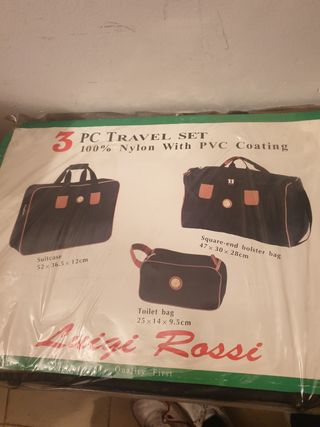 3 PC TRAVEL SET
100% Nylon With PVC Coating
Suitcase
52×36.5×12cm
Square-end bolster bag
47×30×28cm
Toilet bag
25×14×9.5cm
Luigi Rossi
Quality First